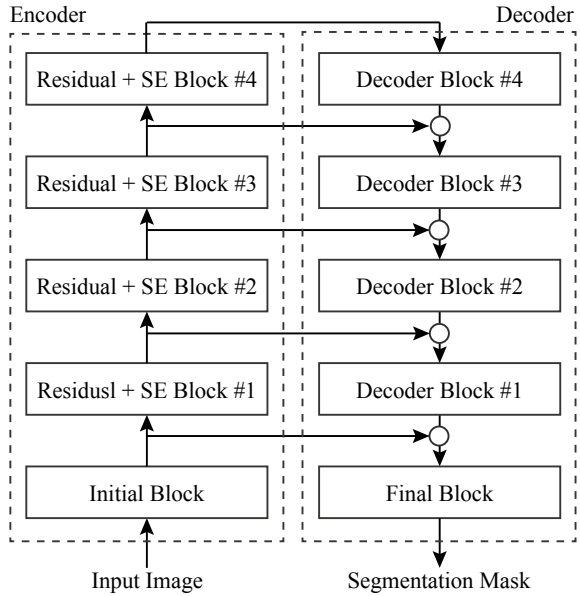 Encoder
Decoder
Residual + SE Block #4
Decoder Block #4
Residual + SE Block #3
Decoder Block #3
Residual + SE Block #2
Decoder Block #2
Residusl + SE Block #1
Decoder Block #1
Initial Block
Final Block
Input Image
Segmentation Mask